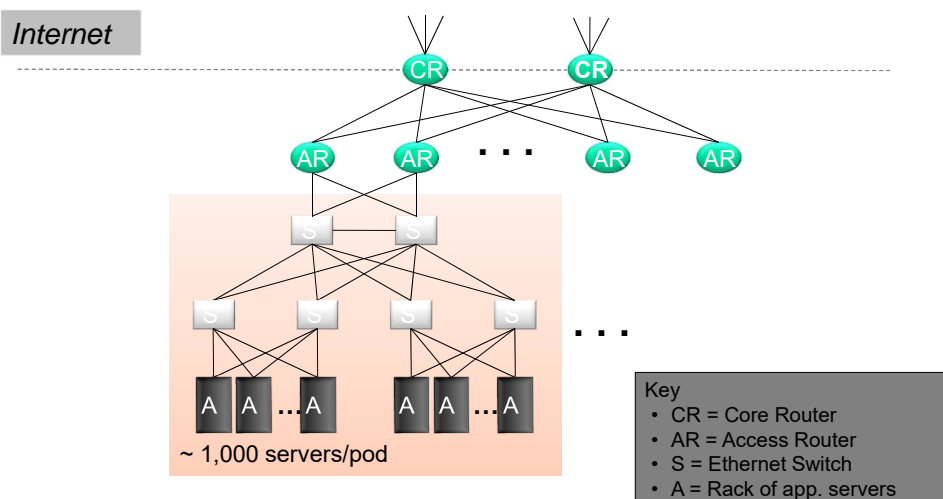 Internet
CR CR
AR AR . . . AR AR
S S
S S S S . . .
A A ...A A A ...A
~ 1,000 servers/pod
Key
• CR = Core Router
• AR = Access Router
• S = Ethernet Switch
• A = Rack of app. servers